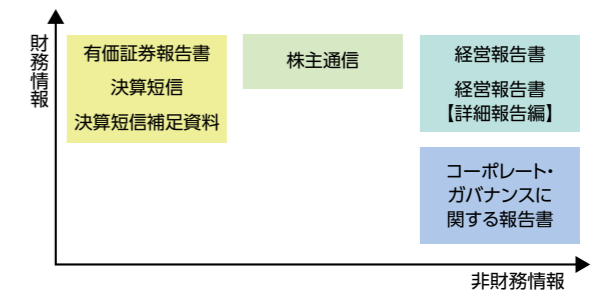 財務情報
有価証券報告書
決算短信
決算短信補足資料
株主通信
経営報告書
経営報告書
【詳細報告編】
コーポレート・
ガバナンスに
関する報告書
非財務情報